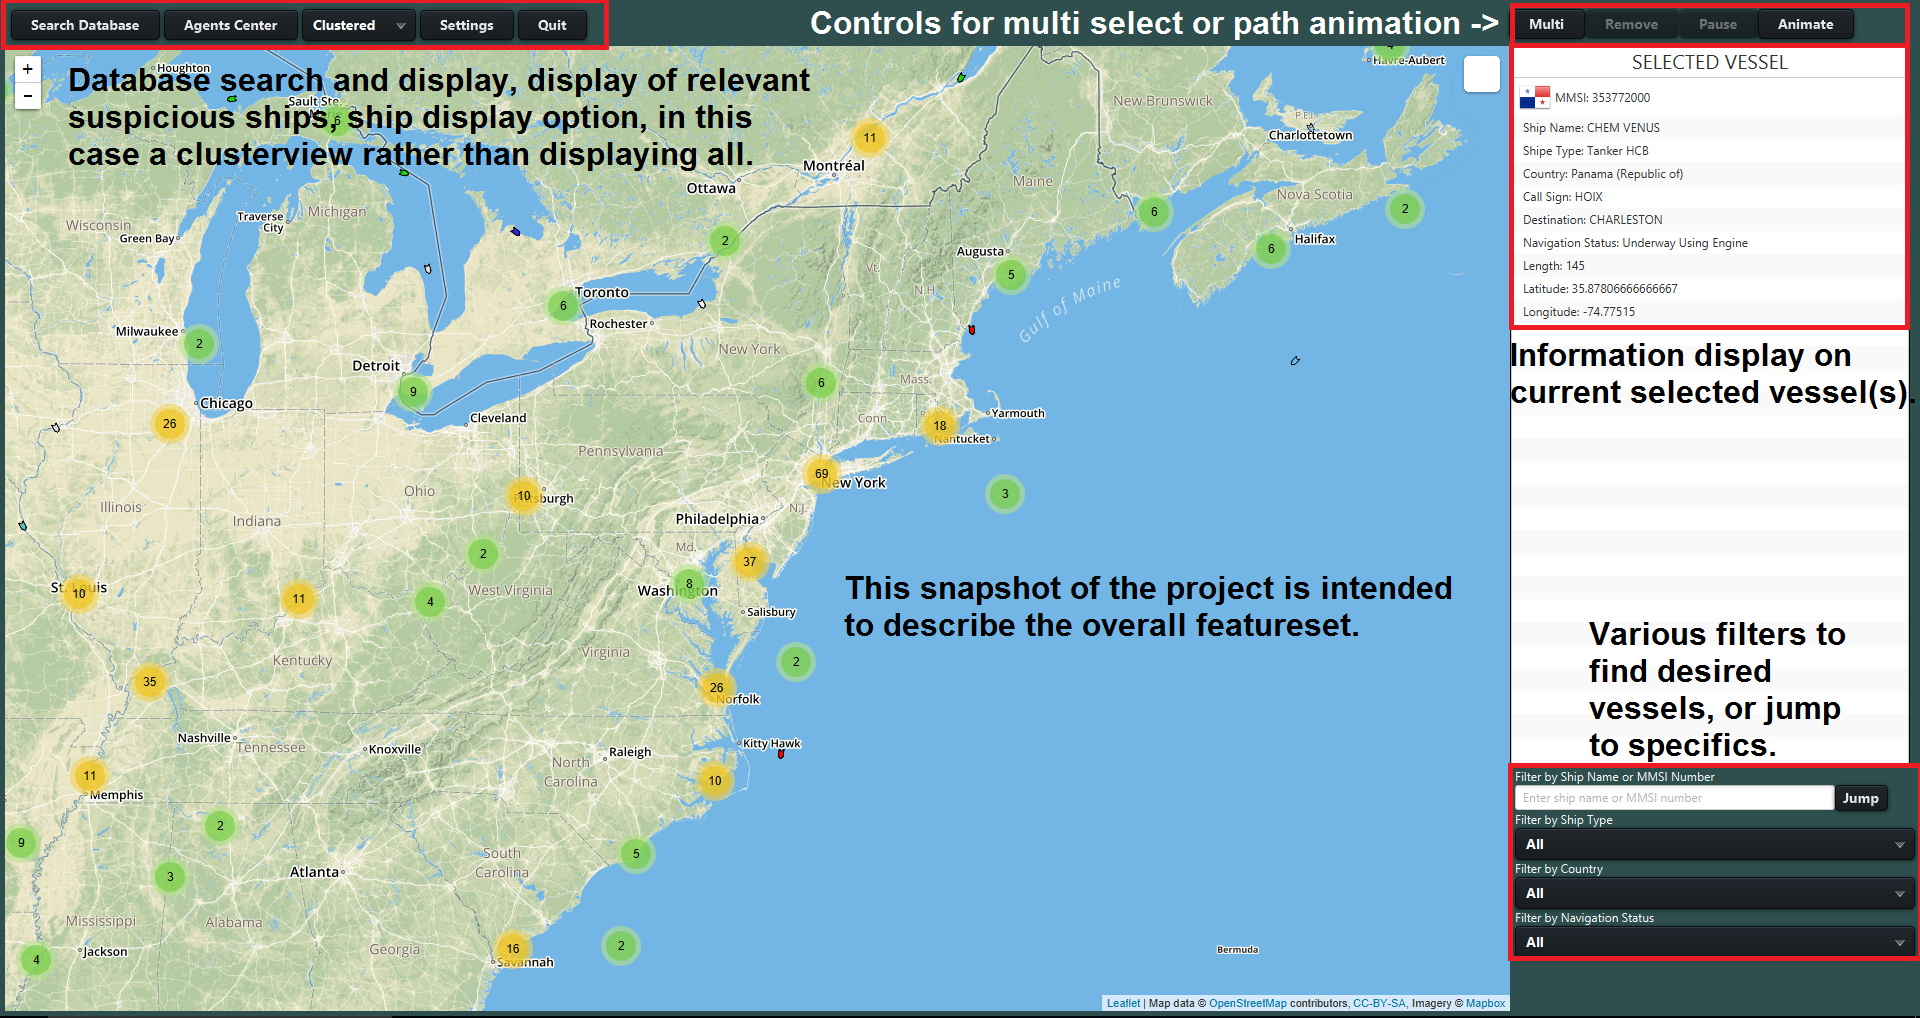 Search Database
Agents Center
Clustered
Settings
Quit
Controls for multi select or path animation ->
Multi
Remove
Pause
Animate
+
-
Database search and display, display of relevant
suspicious ships, ship display option, in this
case a clusterview rather than displaying all.
SELECTED VESSEL
MMSI: 353772000
Ship Name: CHEM VENUS
Shipe Type: Tanker HCB
Country: Panama (Republic of)
Call Sign: HOIX
Destination: CHARLESTON
Navigation Status: Underway Using Engine
Length: 145
Latitude: 35.87806666666667
Longitude: -74.77515
Information display on
current selected vessel(s).
Various filters to
find desired
vessels, or jump
to specifics.
Filter by Ship Name or MMSI Number
Enter ship name or MMSI number
Jump
Filter by Ship Type
All
Filter by Country
All
Filter by Navigation Status
All
This snapshot of the project is intended
to describe the overall featureset.
Houghton
Sault Ste.
6
4
Havre-Aubert
New Brunswick
P.E.I.
Charlottetown
11
Montréal
Ottawa
Maine
Nova Scotia
Wisconsin
Michigan
Traverse
City
Green Bay
6
2
2
Halifax
6
Augusta
5
Vt.
N.H.
Gulf of Maine
Toronto
6
Rochester
Milwaukee
2
New York
Detroit
9
6
Mass.
Chicago
26
Cleveland
Conn
18
Yarmouth
Nantucket
Pennsylvania
69
New York
Ohio
10
Pittsburgh
3
Illinois
Indiana
Philadelphia
N.J.
Md.
2
37
8
Washington
St. Louis
10
11
4
West Virginia
Salisbury
Virginia
Kentucky
2
35
26
Norfolk
Nashville
Tennessee
Knoxville
Raleigh
Kitty Hawk
North
Carolina
10
11
Memphis
2
9
3
Atlanta
South
Carolina
5
Mississippi
Alabama
Georgia
Jackson
4
16
Savannah
2
Bermuda
Leaflet | Map data © OpenStreetMap contributors, CC-BY-SA, Imagery © Mapbox